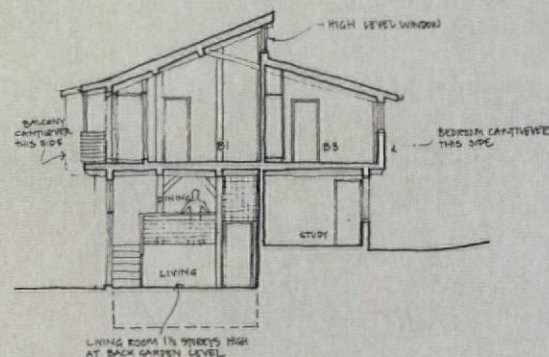 HIGH LEVEL WINDOW
BALCONY
CANTILEVER
THIS SIDE
B1
B3
BEDROOM CANTILEVER
THIS SIDE
DINING
STUDY
LIVING
LIVING ROOM 1½ STOREYS HIGH
AT BACK GARDEN LEVEL